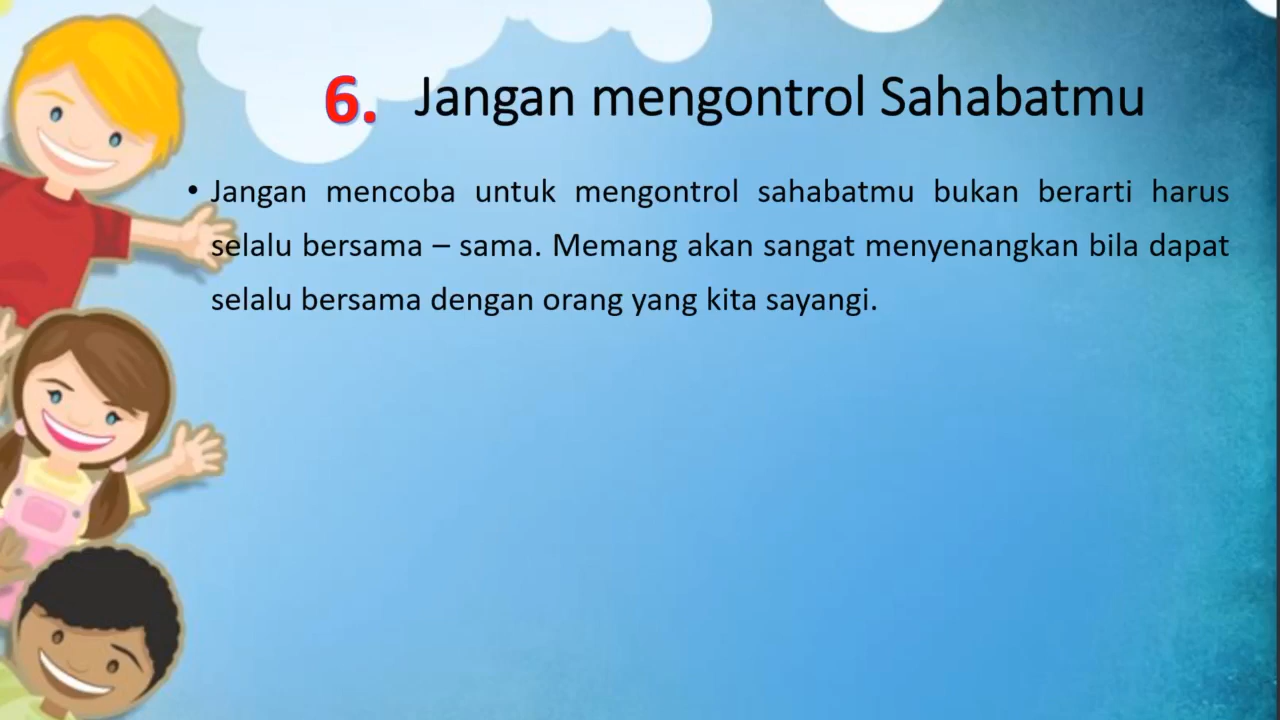 6. Jangan mengontrol Sahabatmu
• Jangan mencoba untuk mengontrol sahabatmu bukan berarti harus
selalu bersama – sama. Memang akan sangat menyenangkan bila dapat
selalu bersama dengan orang yang kita sayangi.